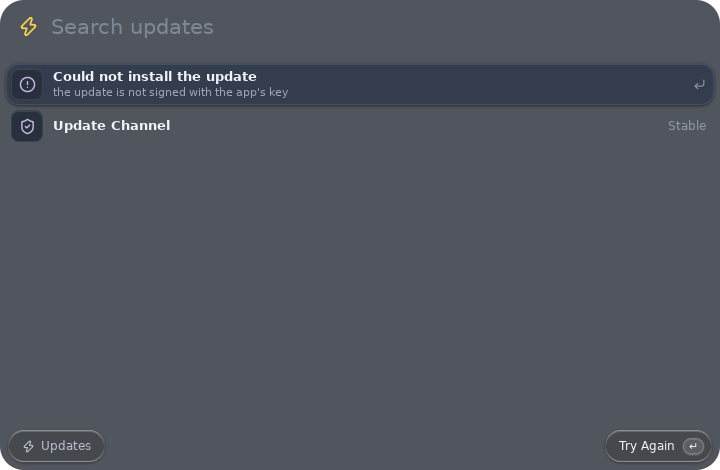 Search updates
Could not install the update
the update is not signed with the app's key
Update Channel
Stable
Updates
Try Again